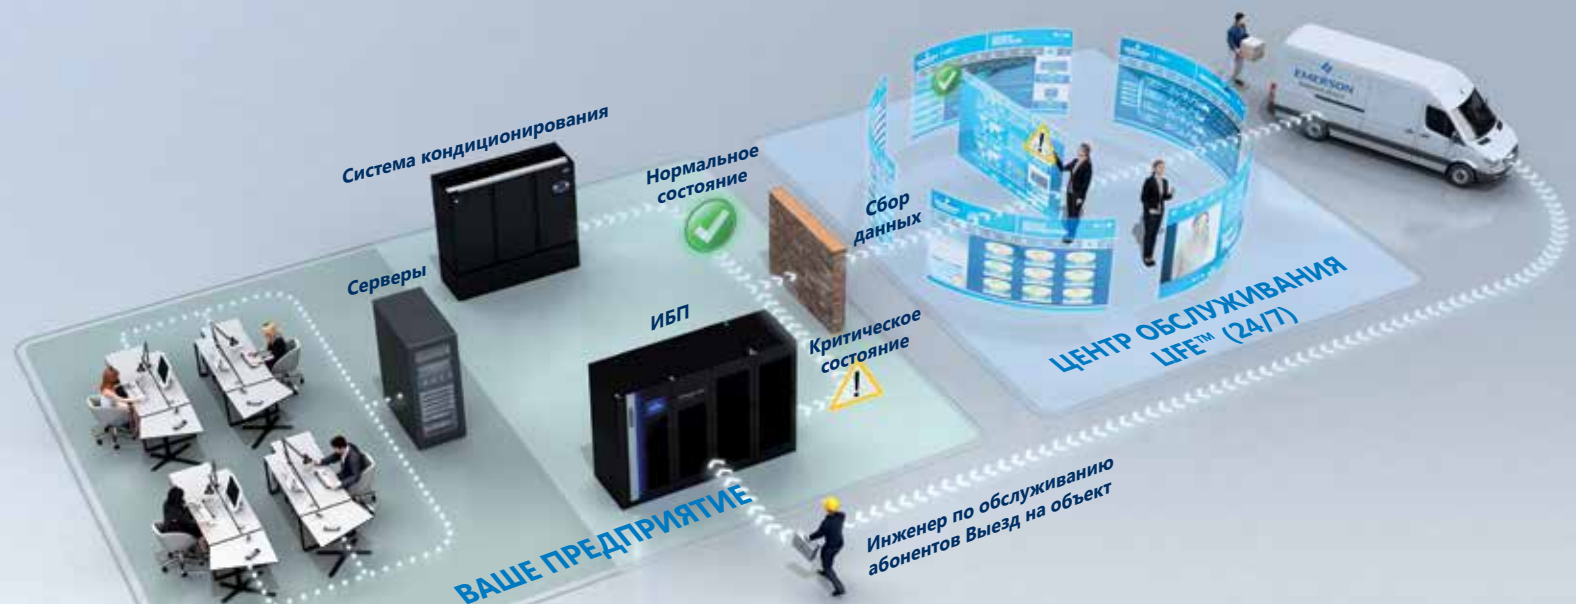 Система кондиционирования
Нормальное
состояние
Сбор
данных
EMERSON
Серверы
ИБП
Критическое
состояние
ЦЕНТР ОБСЛУЖИВАНИЯ
LIFE™ (24/7)
ВАШЕ ПРЕДПРИЯТИЕ
Инженер по обслуживанию
абонентов Выезд на объект